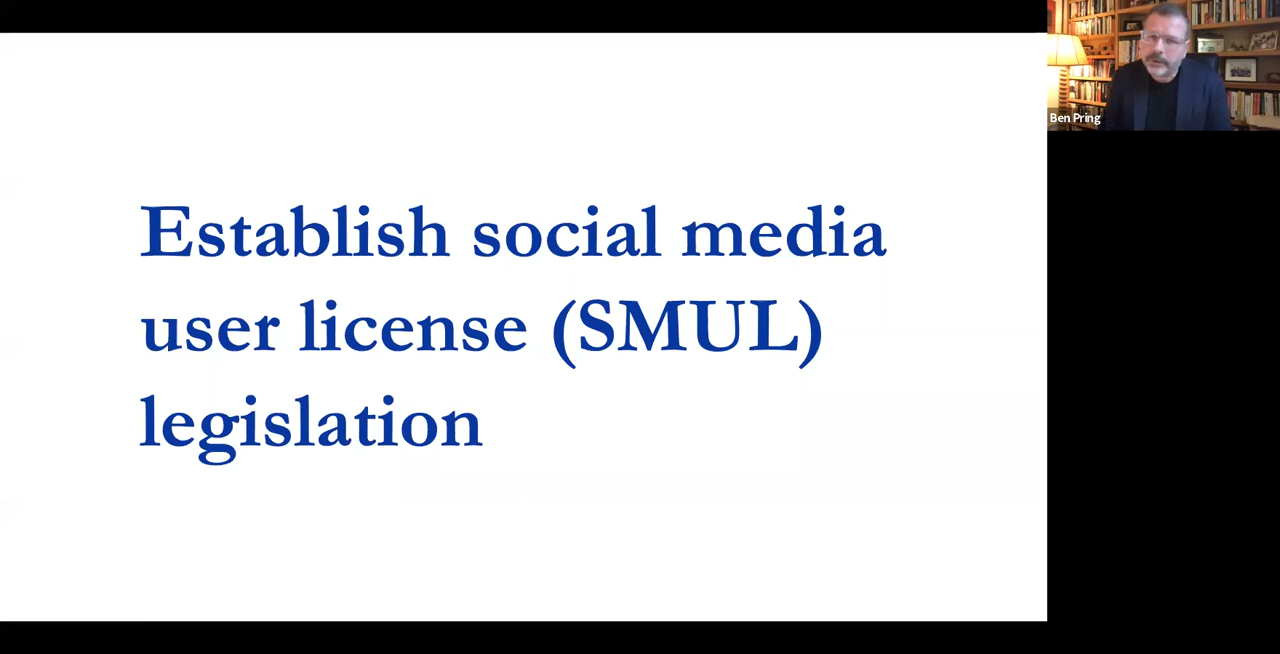 Establish social media
user license (SMUL)
legislation
Ben Pring